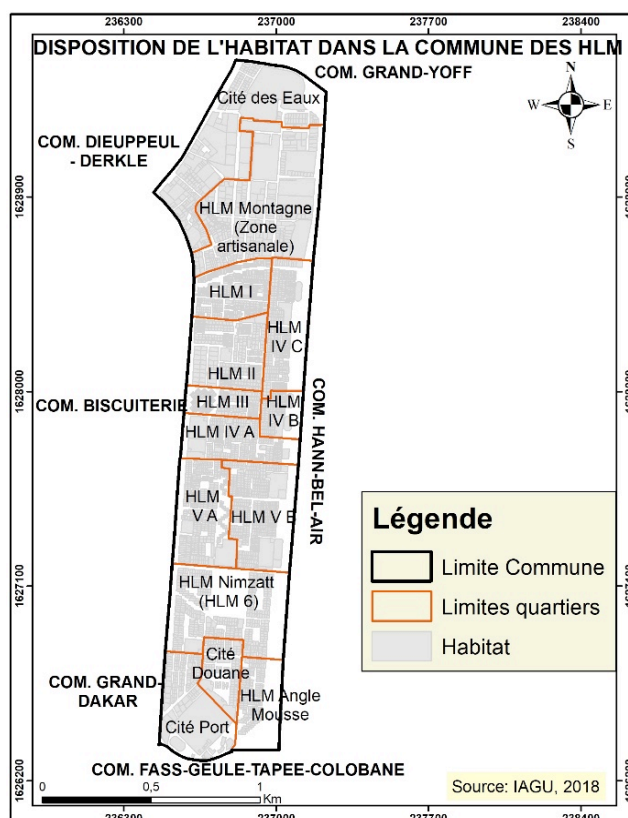 236300 237000 237700 238400
DISPOSITION DE L'HABITAT DANS LA COMMUNE DES HLM
COM. GRAND-YOFF
N
W E
S
Cité des Eaux
COM. DIEUPPEUL
- DERKLE
1628900
HLM Montagne
(Zone
artisanale)
HLM I
HLM
IV C
HLM II
1628000
COM. BISCUITERIE
HLM III
HLM
IV B
HLM IV A
COM. HANN-BEL-AIR
HLM
V A
HLM V B
Légende
Limite Commune
Limites quartiers
Habitat
1627100
HLM Nimzatt
(HLM 6)
Cité
Douane
COM. GRAND-
DAKAR
HLM Angle
Mousse
Cité Port
1626200
COM. FASS-GEULE-TAPEE-COLOBANE
0 0,5 1
Km
Source: IAGU, 2018
236300 237000 237700 238400